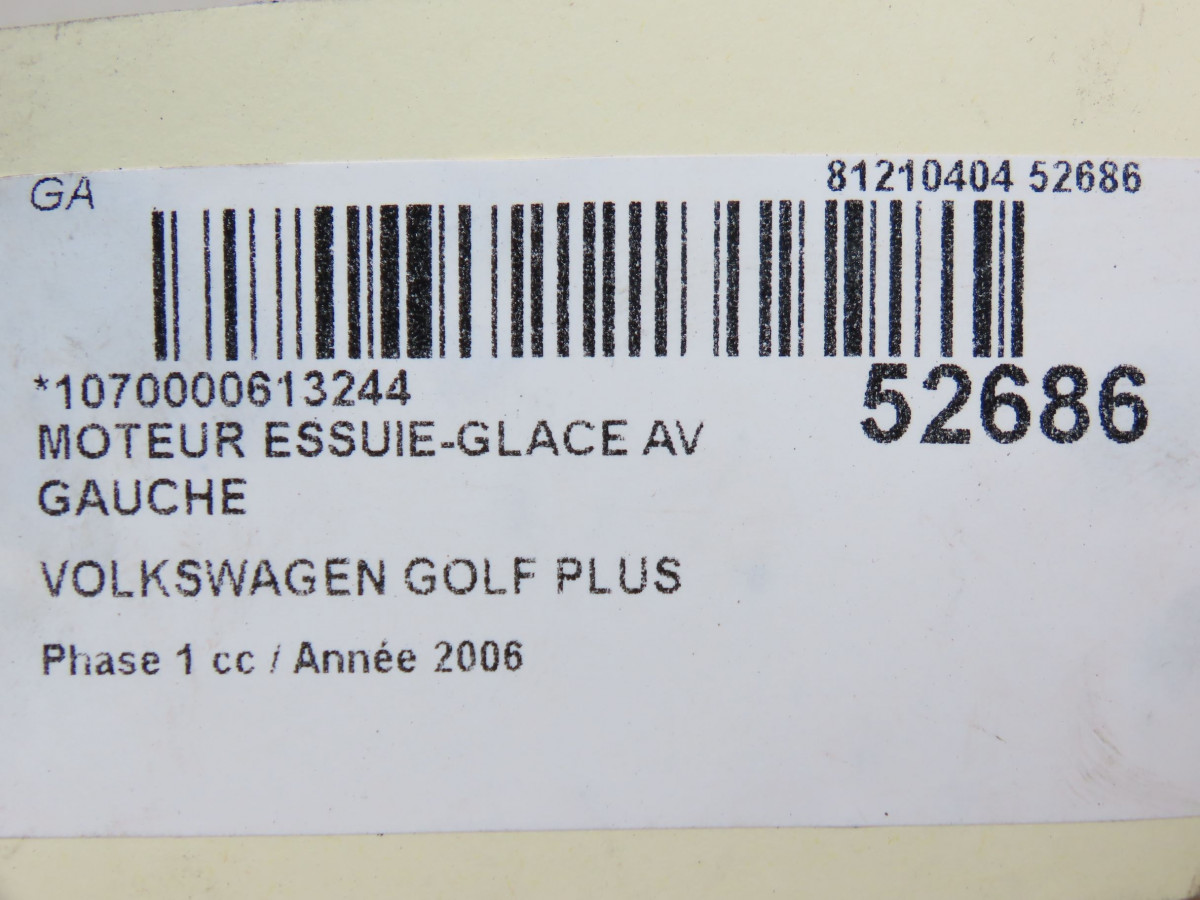 GA
81210404 52686
*1070000613244
52686
MOTEUR ESSUIE-GLACE AV
GAUCHE
VOLKSWAGEN GOLF PLUS
Phase 1 cc / Année 2006